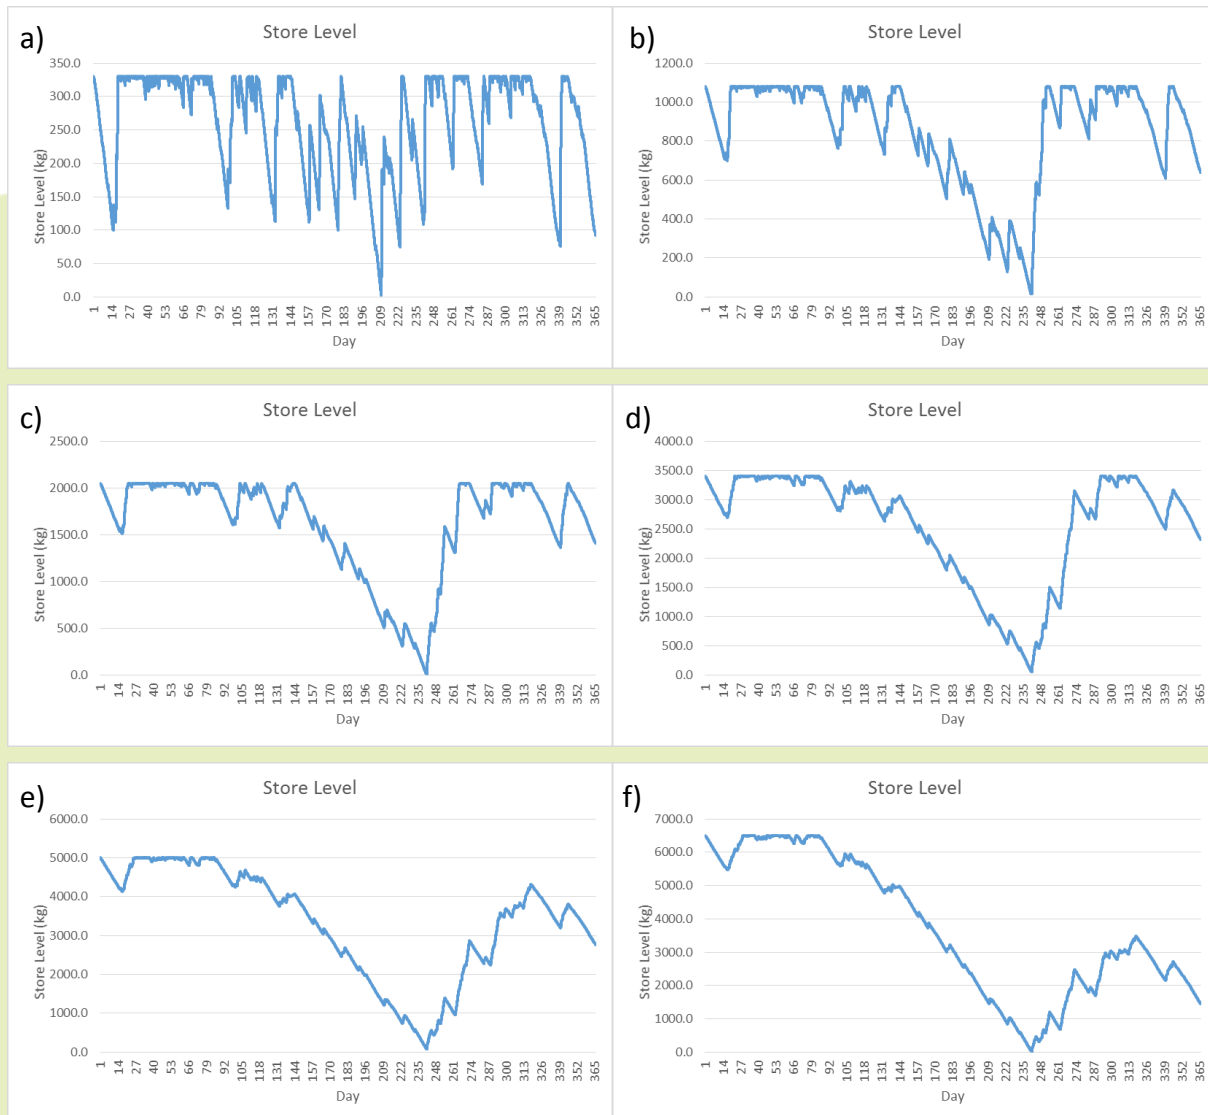 a)
Store Level
350.0
300.0
250.0
200.0
150.0
100.0
50.0
0.0
Store Level (kg)
1 14 27 40 53 66 79 92 105 118 131 144 157 170 183 196 209 222 235 248 261 274 287 300 313 326 339 352 365
Day
b)
Store Level
1200
1000.0
800.0
600.0
400.0
200.0
0.0
Store Level (kg)
1 14 27 40 53 66 79 92 105 118 131 144 157 170 183 196 209 222 235 248 261 274 287 300 313 326 339 352 365
Day
c)
Store Level
2500.0
2000.0
1500.0
1000.0
500.0
0.0
Store Level (kg)
1 14 27 40 53 66 79 92 105 118 131 144 157 170 183 196 209 222 235 248 261 274 287 300 313 326 339 352 365
Day
d)
Store Level
4000.0
3500.0
3000.0
2500.0
2000.0
1500.0
1000.0
500.0
0.0
Store Level (kg)
1 14 27 40 53 66 79 92 105 118 131 144 157 170 183 196 209 222 235 248 261 274 287 300 313 326 339 352 365
Day
e)
Store Level
6000.0
5000.0
4000.0
3000.0
2000.0
1000.0
0.0
Store Level (kg)
1 14 27 40 53 66 79 92 105 118 131 144 157 170 183 196 209 222 235 248 261 274 287 300 313 326 339 352 365
Day
f)
Store Level
7000.0
6000.0
5000.0
4000.0
3000.0
2000.0
1000.0
0.0
Store Level (kg)
1 14 27 40 53 66 79 92 105 118 131 144 157 170 183 196 209 222 235 248 261 274 287 300 313 326 339 352 365
Day